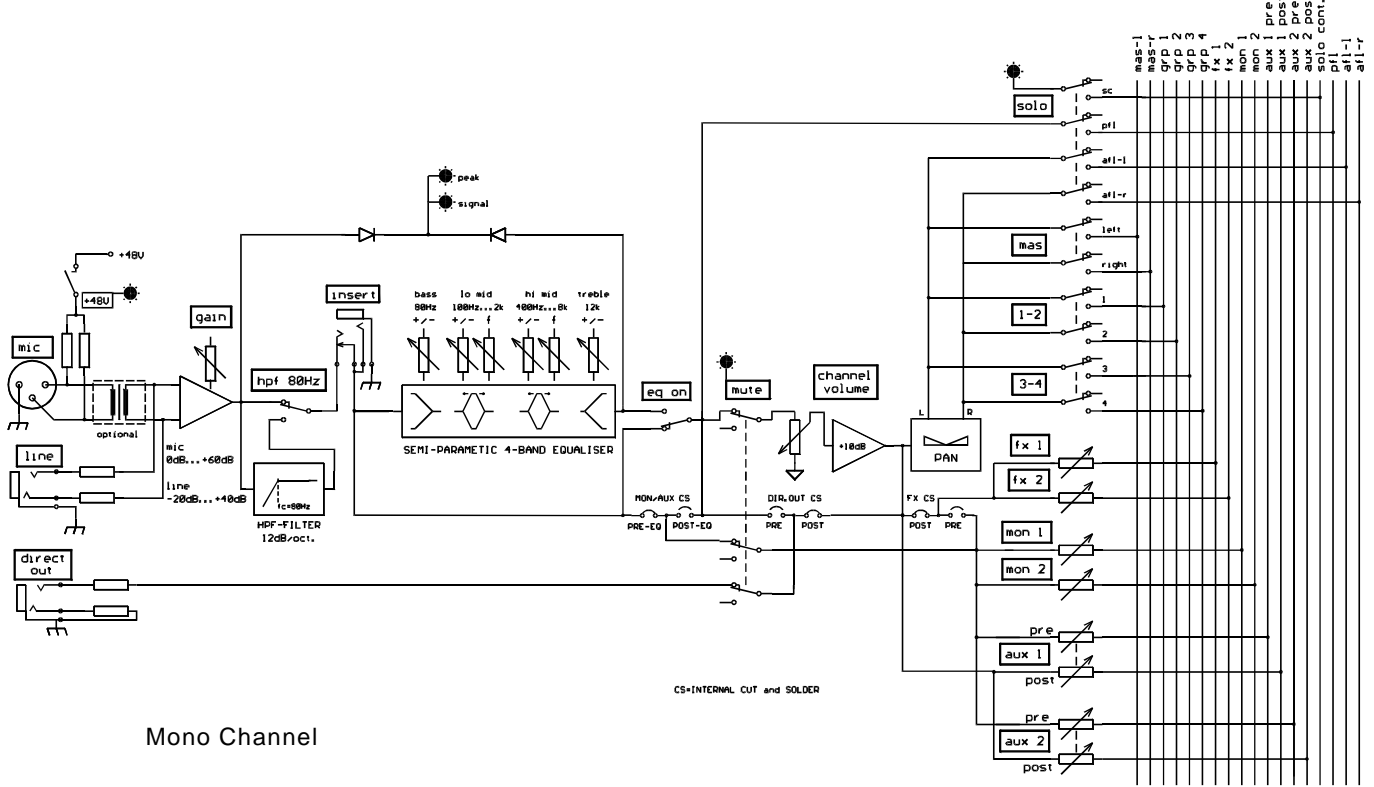 mas-l
mas-r
grp 1
grp 2
grp 3
grp 4
fx 1
fx 2
mon 1
mon 2
aux 1 pre
aux 1 post
aux 2 pre
aux 2 pos
solo cont.
pfl
afl-l
afl-r
solo
sc
pfl
afl-l
afl-r
mas
left
right
1-2
1
2
3-4
3
4
peak
signal
+48V
+48V
mic
gain
hpf 80Hz
insert
bass
80Hz
+/-
lo mid
100Hz...2k
+/- f
hi mid
400Hz...8k
+/- f
treble
12k
+/-
optional
mic
0dB...+60dB
line
line
-20dB...+40dB
fc=80Hz
HPF-FILTER
12dB/oct.
SEMI-PARAMETIC 4-BAND EQUALISER
eq on
mute
channel
volume
+10dB
L R
PAN
fx 1
fx 2
MON/AUX CS
PRE-EQ POST-EQ
DIR.OUT CS
PRE POST
FX CS
POST PRE
mon 1
mon 2
direct
out
pre
aux 1
post
pre
aux 2
post
CS=INTERNAL CUT and SOLDER
Mono Channel